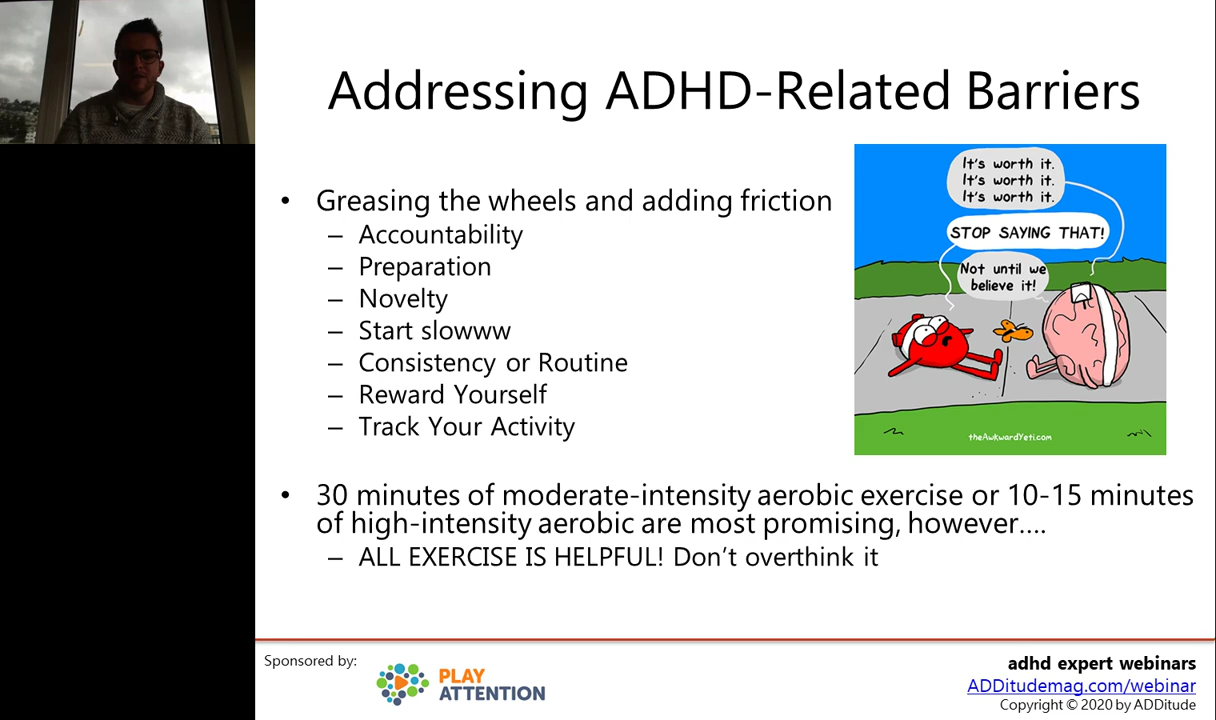 Addressing ADHD-Related Barriers
• Greasing the wheels and adding friction
– Accountability
– Preparation
– Novelty
– Start slowww
– Consistency or Routine
– Reward Yourself
– Track Your Activity
• 30 minutes of moderate-intensity aerobic exercise or 10-15 minutes
of high-intensity aerobic are most promising, however....
– ALL EXERCISE IS HELPFUL! Don't overthink it
It's worth it.
It's worth it.
It's worth it.
STOP SAYING THAT!
Not until we
believe it!
theAwkwardYeti.com
Sponsored by:
PLAY
ATTENTION
adhd expert webinars
ADDitudemag.com/webinar
Copyright © 2020 by ADDitude